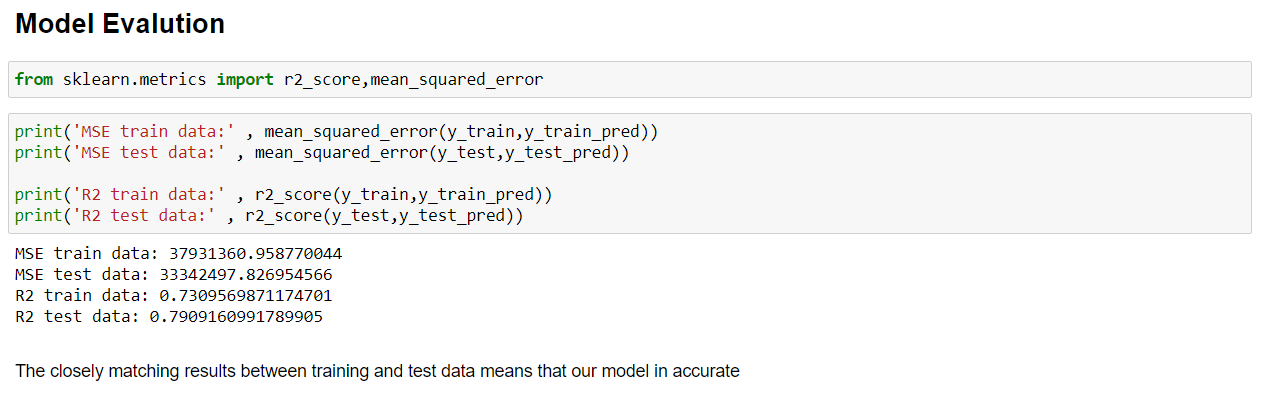 Model Evalution
from sklearn.metrics import r2_score,mean_squared_error
print('MSE train data:' , mean_squared_error(y_train,y_train_pred))
print('MSE test data:' , mean_squared_error(y_test,y_test_pred))
print('R2 train data:' , r2_score(y_train,y_train_pred))
print('R2 test data:' , r2_score(y_test,y_test_pred))
MSE train data: 37931360.958770044
MSE test data: 33342497.826954566
R2 train data: 0.7309569871174701
R2 test data: 0.7909160991789905
The closely matching results between training and test data means that our model in accurate